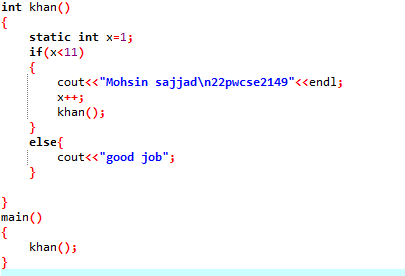 int khan()
{
    static int x=1;
    if(x<11)
    {
        cout<<"Mohsin sajjad\n22pwcse2149"<<endl;
        x++;
        khan();
    }
    else{
        cout<<"good job";
    }

}
main()
{
    khan();
}